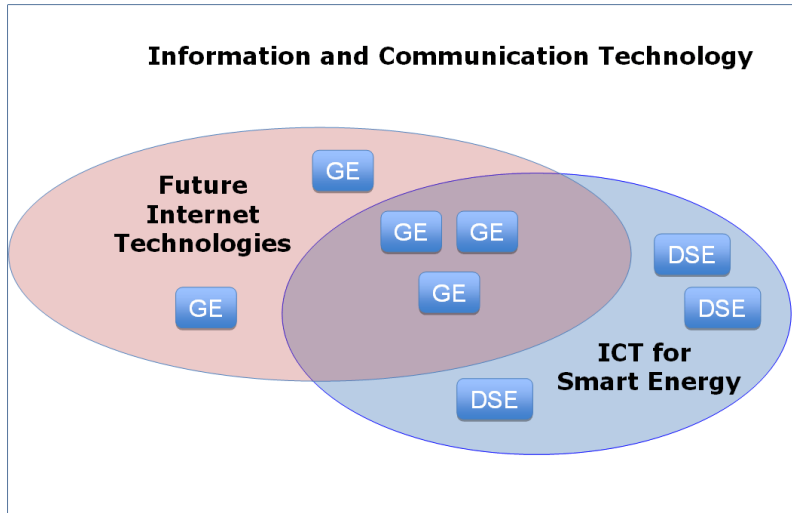 Information and Communication Technology
GE
Future
Internet
Technologies
GE GE
DSE
GE
GE
DSE
ICT for
Smart Energy
DSE